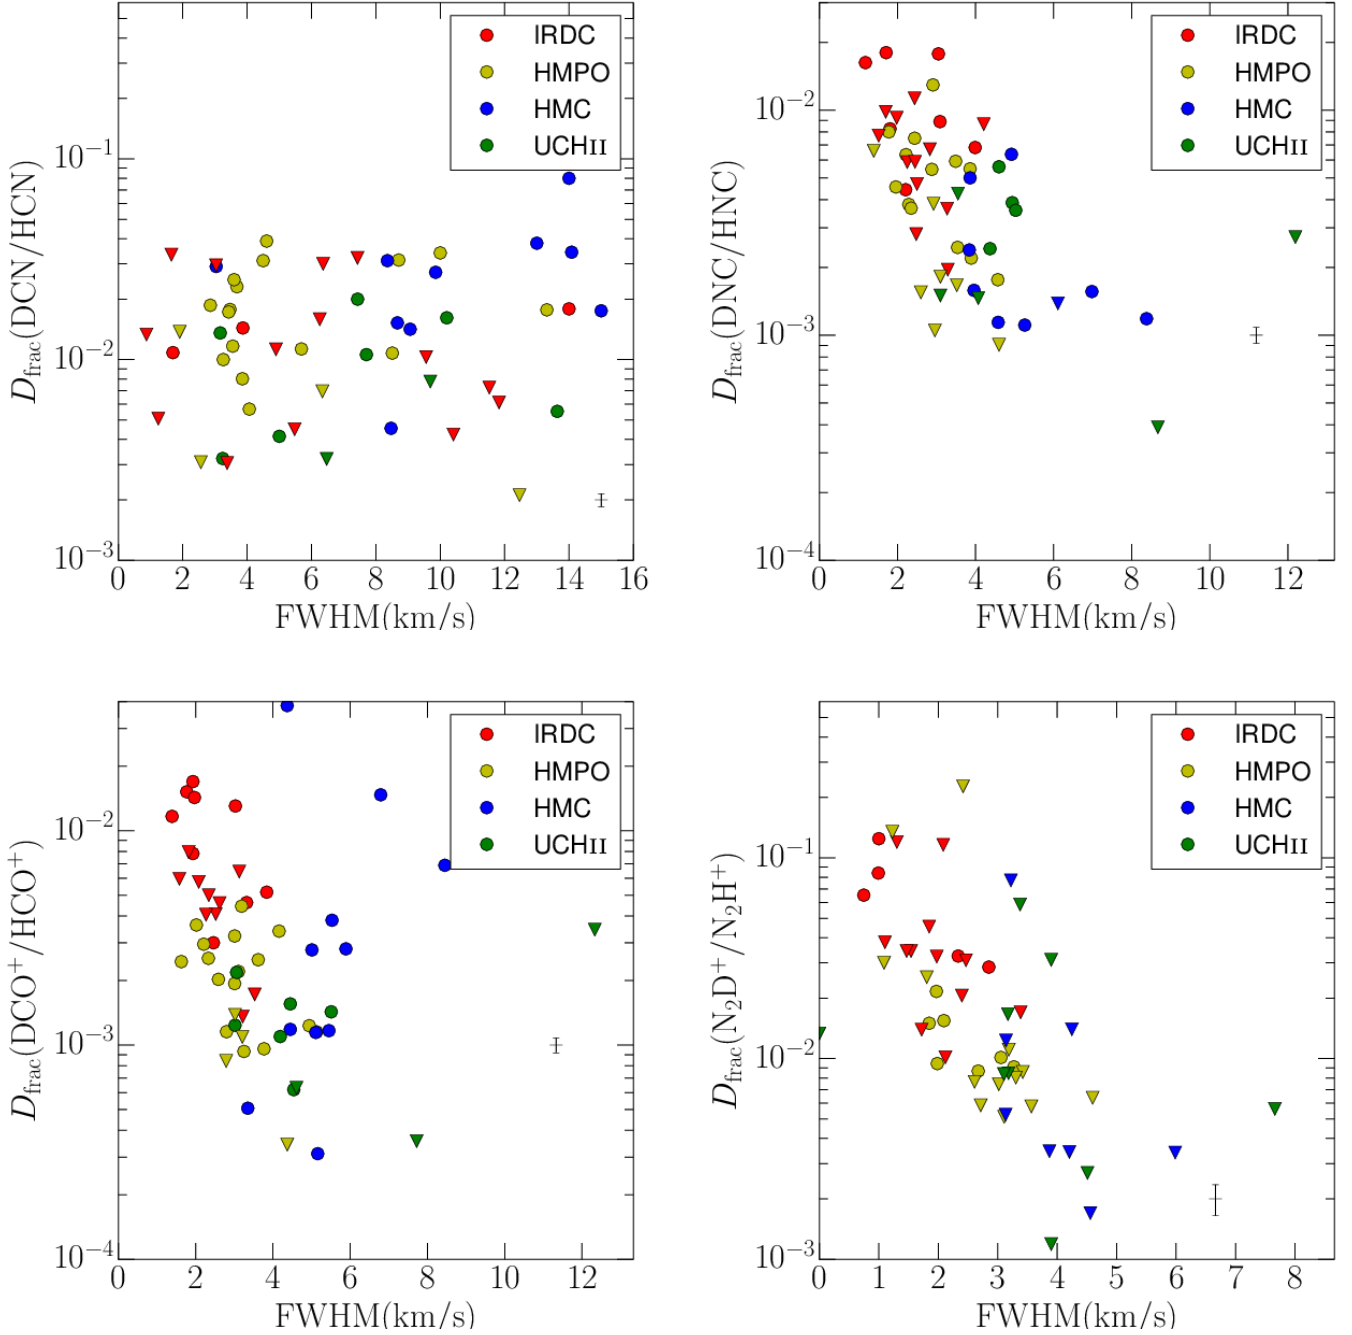 IRDC
HMPO
HMC
UCHII
10⁻¹
10⁻²
10⁻³
D_frac(DCN/HCN)
0 2 4 6 8 10 12 14 16
FWHM(km/s)
IRDC
HMPO
HMC
UCHII
10⁻²
10⁻³
10⁻⁴
D_frac(DNC/HNC)
0 2 4 6 8 10 12
FWHM(km/s)
IRDC
HMPO
HMC
UCHII
10⁻²
10⁻³
10⁻⁴
D_frac(DCO⁺/HCO⁺)
0 2 4 6 8 10 12
FWHM(km/s)
IRDC
HMPO
HMC
UCHII
10⁻¹
10⁻²
10⁻³
D_frac(N₂D⁺/N₂H⁺)
0 1 2 3 4 5 6 7 8
FWHM(km/s)